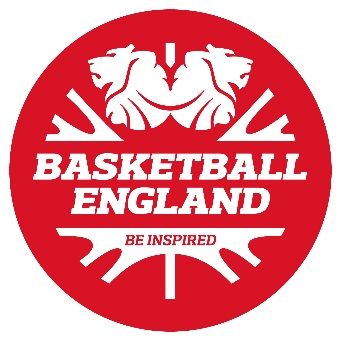 BASKETBALL
ENGLAND
BE INSPIRED